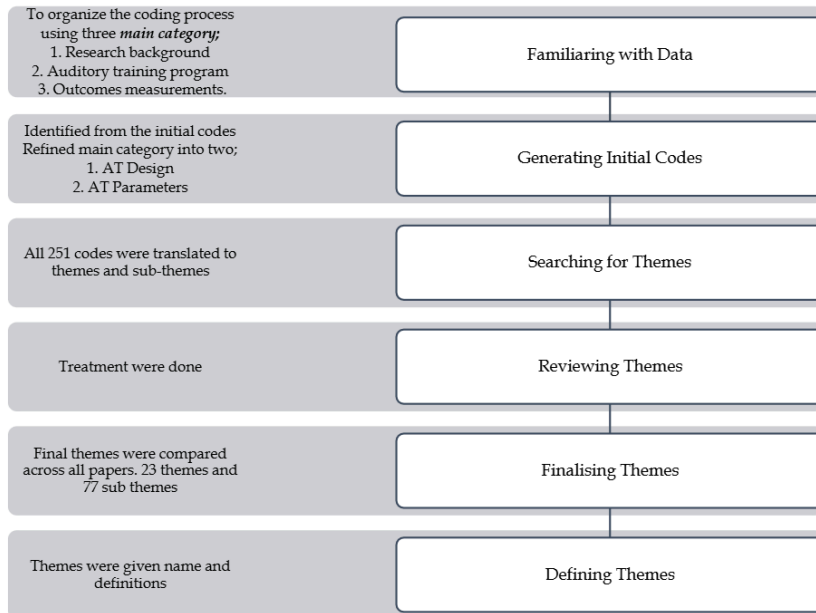 To organize the coding process
using three main category;
1. Research background
2. Auditory training program
3. Outcomes measurements.
Familiaring with Data
Identified from the initial codes
Refined main category into two;
1. AT Design
2. AT Parameters
Generating Initial Codes
All 251 codes were translated to
themes and sub-themes
Searching for Themes
Treatment were done
Reviewing Themes
Final themes were compared
across all papers. 23 themes and
77 sub themes
Finalising Themes
Themes were given name and
definitions
Defining Themes